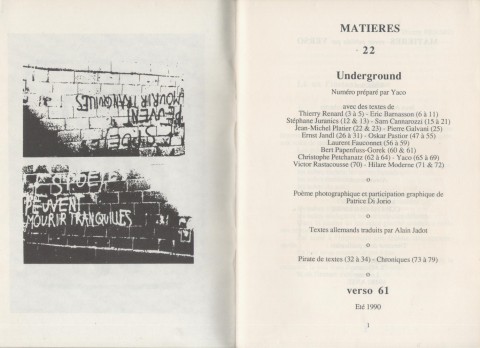 PEUVENT
MOURIR TRANQUILLES
PEUVENT
MOURIR TRANQUILLES
MATIERES
22
Underground
Numéro préparé par Yaco
avec des textes de
Thierry Renard (3 à 5) - Eric Barnasson (6 à 11)
Stéphane Juranics (12 & 13) - Sam Cannarozzi (15 à 21)
Jean-Michel Platier (22 & 23) - Pierre Galvasi (25)
Ernst Jandl (26 à 31) - Oskar Pastior (47 à 55)
Laurent Fauconnet (56 à 59)
Bert Papenfuss-Gorek (60 & 61)
Christophe Petchanatz (62 à 64) - Yaco (65 à 69)
Victor Rantacousse (70) - Hilare Moderne (71 & 72)
o
Poème photographique et participation graphique de
Patrice Di Jorio
o
Textes allemands traduits par Alain Jadot
o
Pirate de textes (32 à 34) - Chroniques (73 à 79)
o
verso 61
Eté 1990
1